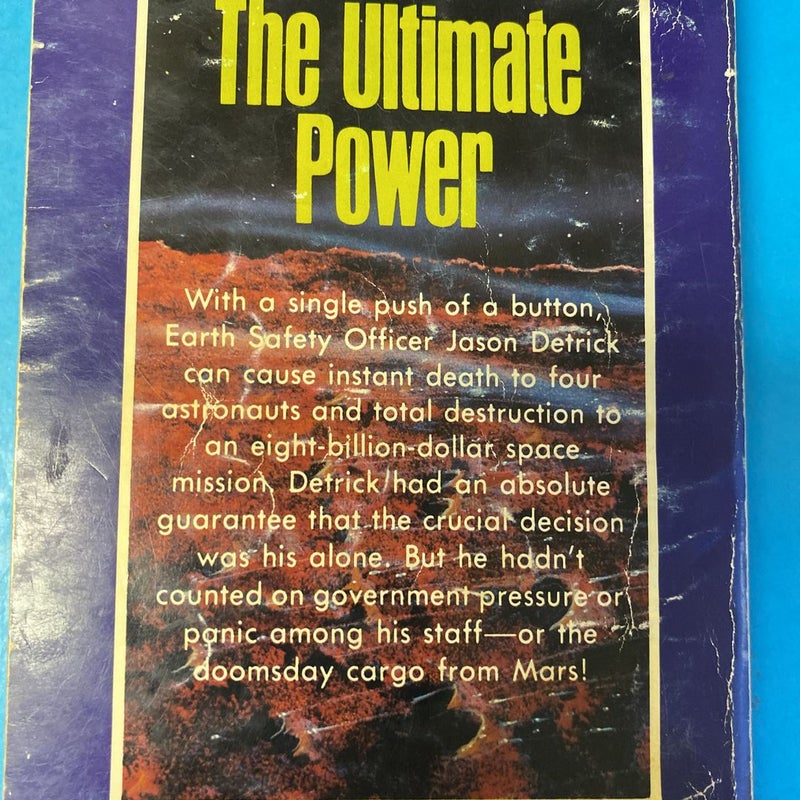 The Ultimate
Power
With a single push of a button,
Earth Safety Officer Jason Detrick
can cause instant death to four
astronauts and total destruction to
an eight-billion-dollar space
mission. Detrick had an absolute
guarantee that the crucial decision
was his alone. But he hadn't
counted on government pressure or
panic among his staff—or the
doomsday cargo from Mars!